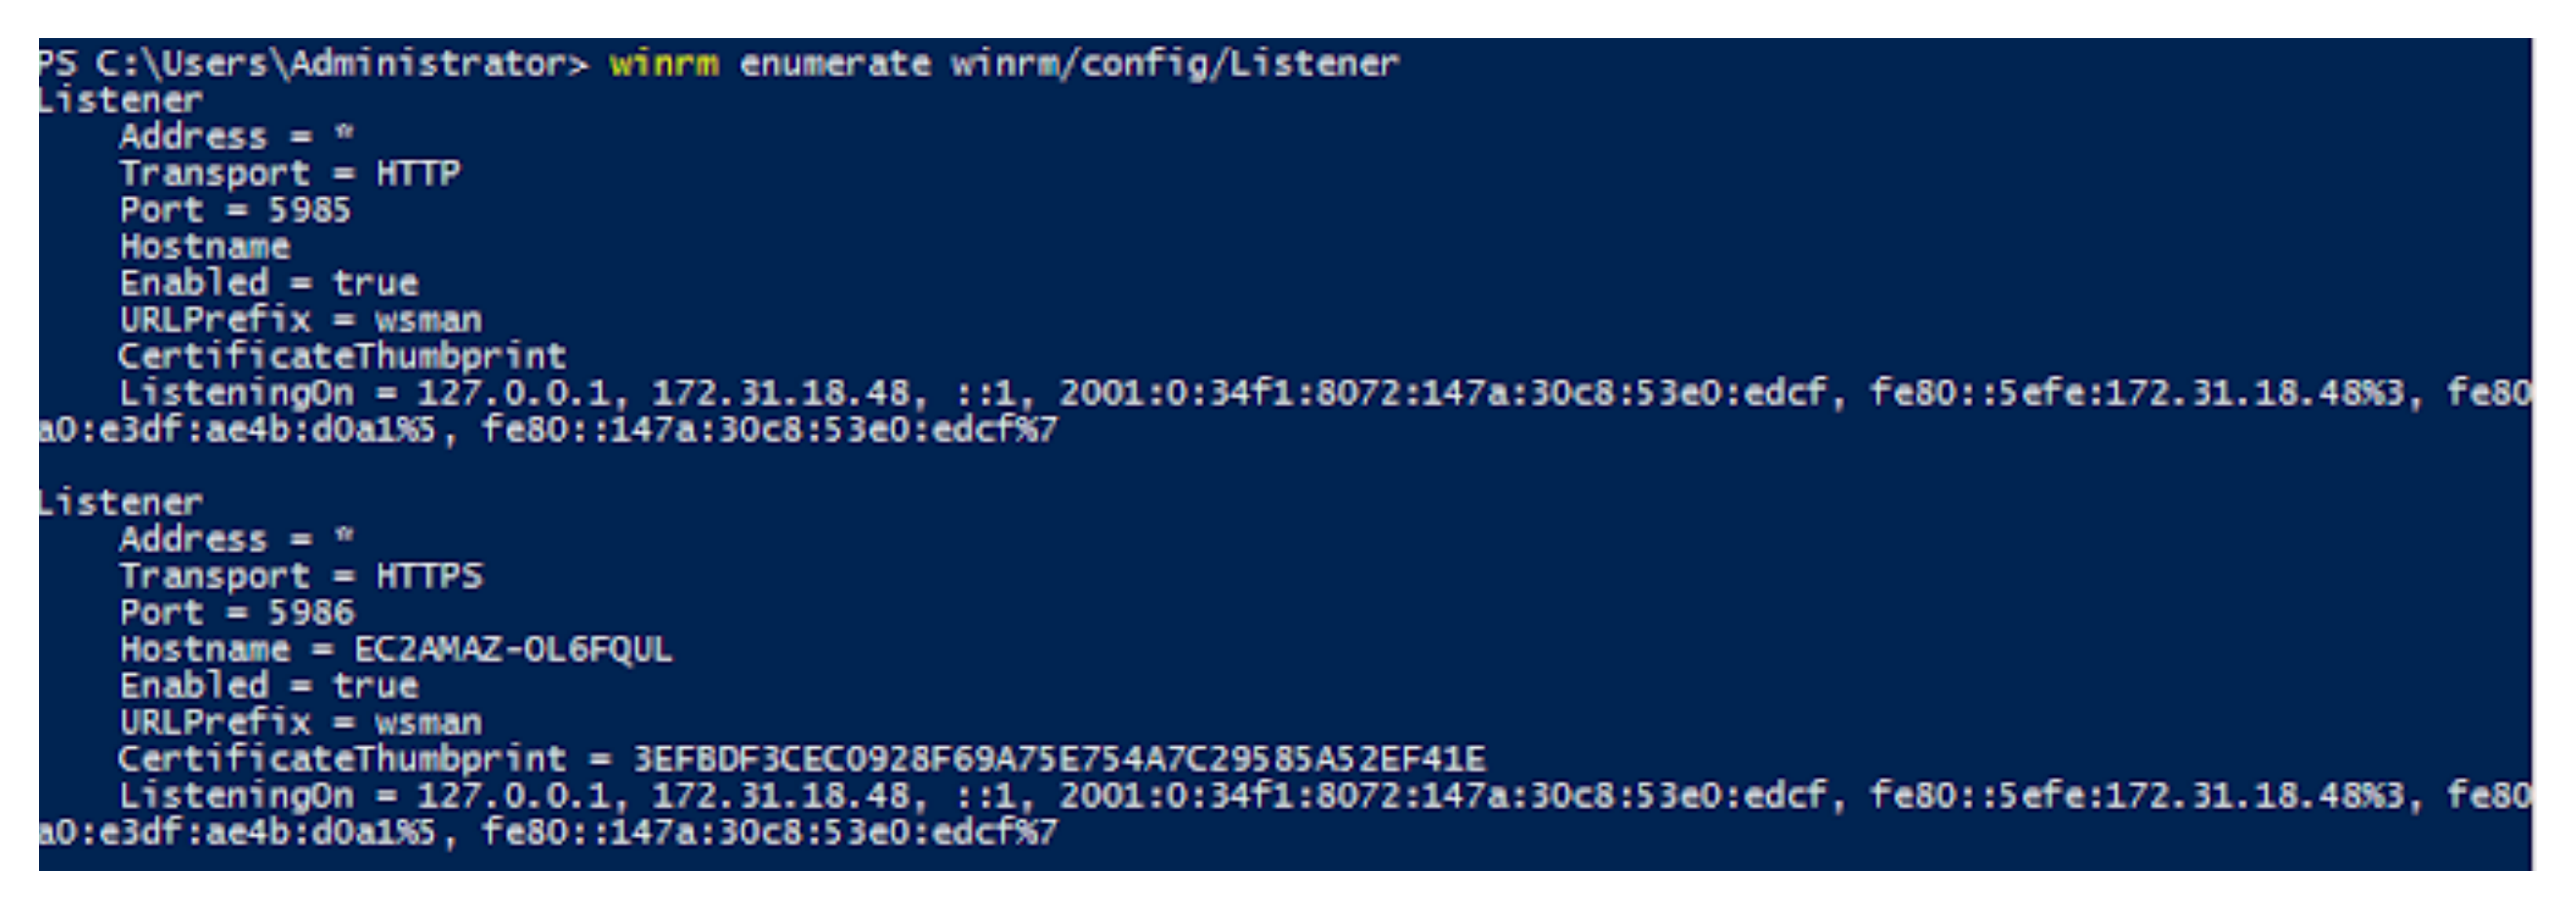 PS C:\Users\Administrator> winrm enumerate winrm/config/Listener
Listener
    Address = *
    Transport = HTTP
    Port = 5985
    Hostname
    Enabled = true
    URLPrefix = wsman
    CertificateThumbprint
    ListeningOn = 127.0.0.1, 172.31.18.48, ::1, 2001:0:34f1:8072:147a:30c8:53e0:edcf, fe80::5efe:172.31.18.48%3, fe80
a0:e3df:ae4b:d0a1%5, fe80::147a:30c8:53e0:edcf%7

Listener
    Address = *
    Transport = HTTPS
    Port = 5986
    Hostname = EC2AMAZ-OL6FQUL
    Enabled = true
    URLPrefix = wsman
    CertificateThumbprint = 3EFBDF3CEC0928F69A75E754A7C29585A52EF41E
    ListeningOn = 127.0.0.1, 172.31.18.48, ::1, 2001:0:34f1:8072:147a:30c8:53e0:edcf, fe80::5efe:172.31.18.48%3, fe80
a0:e3df:ae4b:d0a1%5, fe80::147a:30c8:53e0:edcf%7